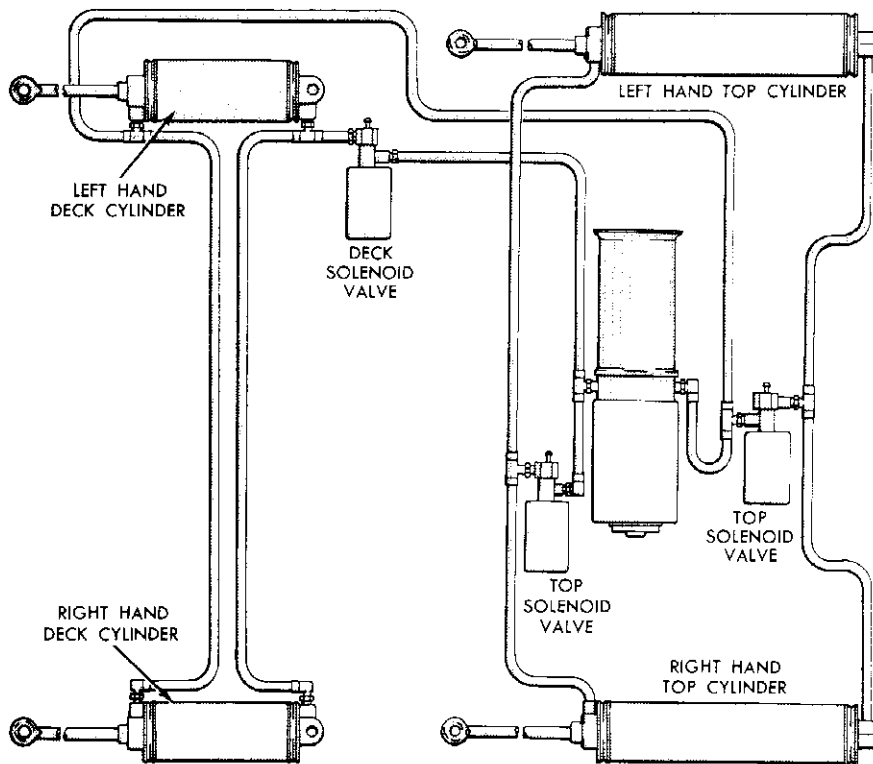 LEFT HAND TOP CYLINDER
LEFT HAND
DECK CYLINDER
DECK
SOLENOID
VALVE
TOP
SOLENOID
VALVE
TOP
SOLENOID
VALVE
RIGHT HAND
DECK CYLINDER
RIGHT HAND
TOP CYLINDER